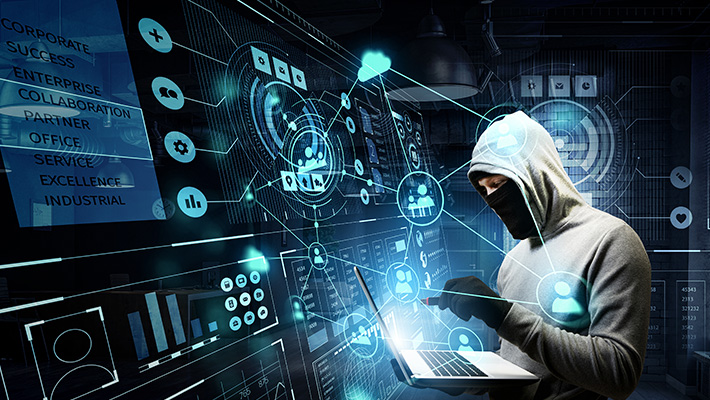 CORPORATE
SUCCESS
ENTERPRISE
COLLABORATION
PARTNER
OFFICE
SERVICE
EXCELLENCE
INDUSTRIAL